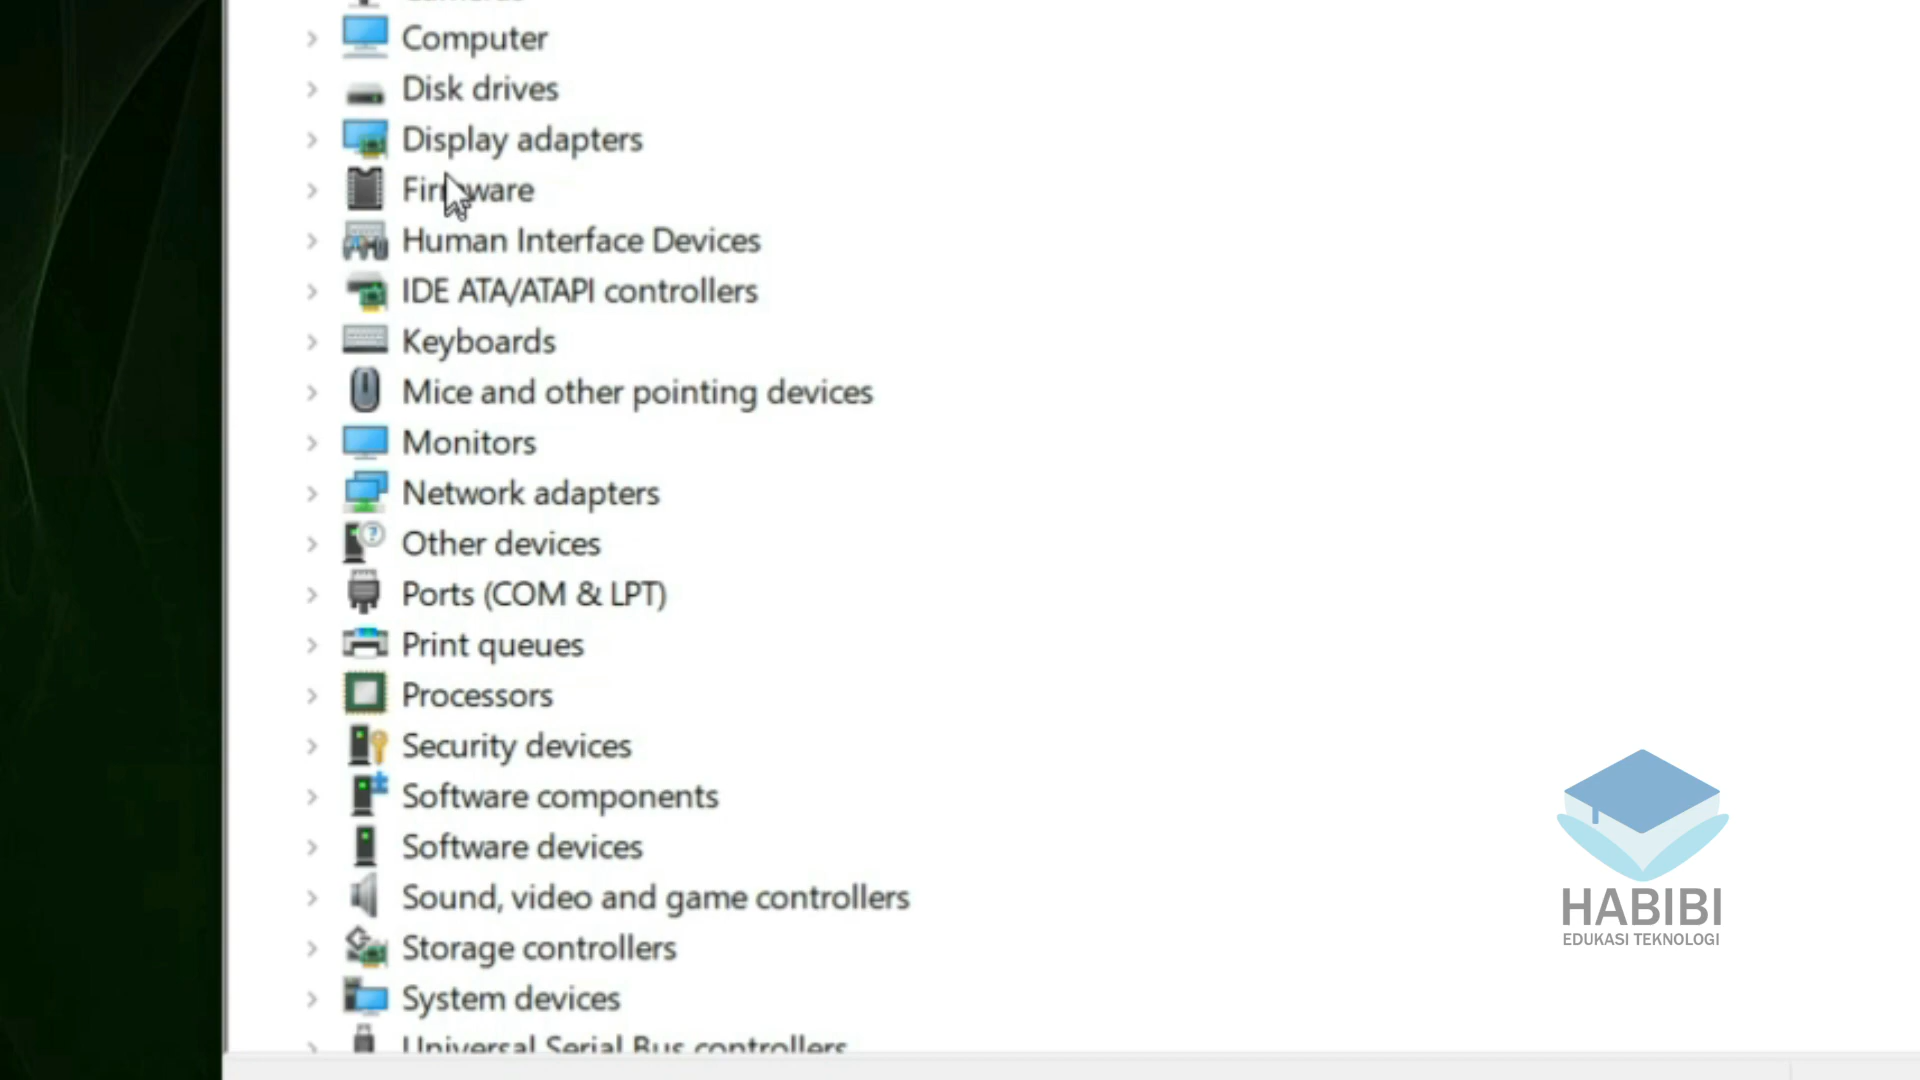 Cameras
Computer
Disk drives
Display adapters
Firmware
Human Interface Devices
IDE ATA/ATAPI controllers
Keyboards
Mice and other pointing devices
Monitors
Network adapters
Other devices
Ports (COM & LPT)
Print queues
Processors
Security devices
Software components
Software devices
Sound, video and game controllers
Storage controllers
System devices
Universal Serial Bus controllers
HABIBI
EDUKASI TEKNOLOGI